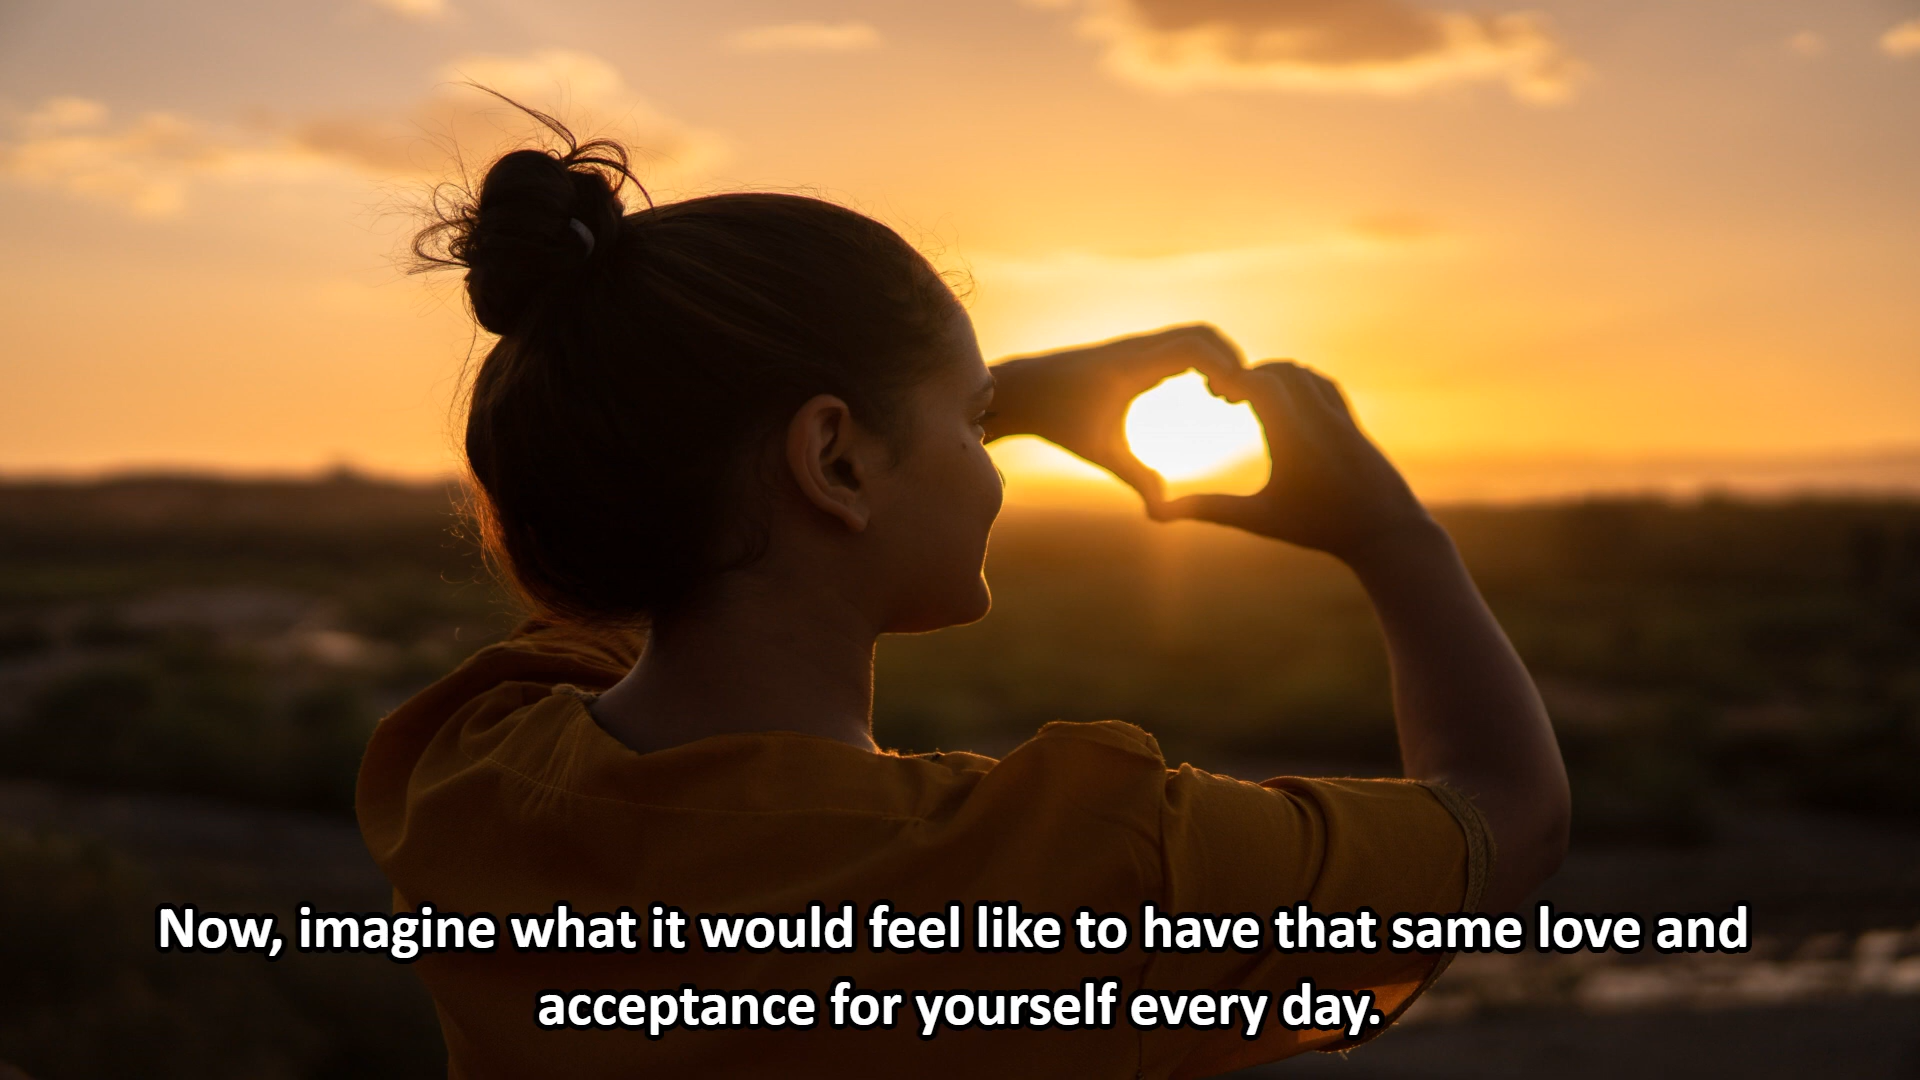 Now, imagine what it would feel like to have that same love and
acceptance for yourself every day.